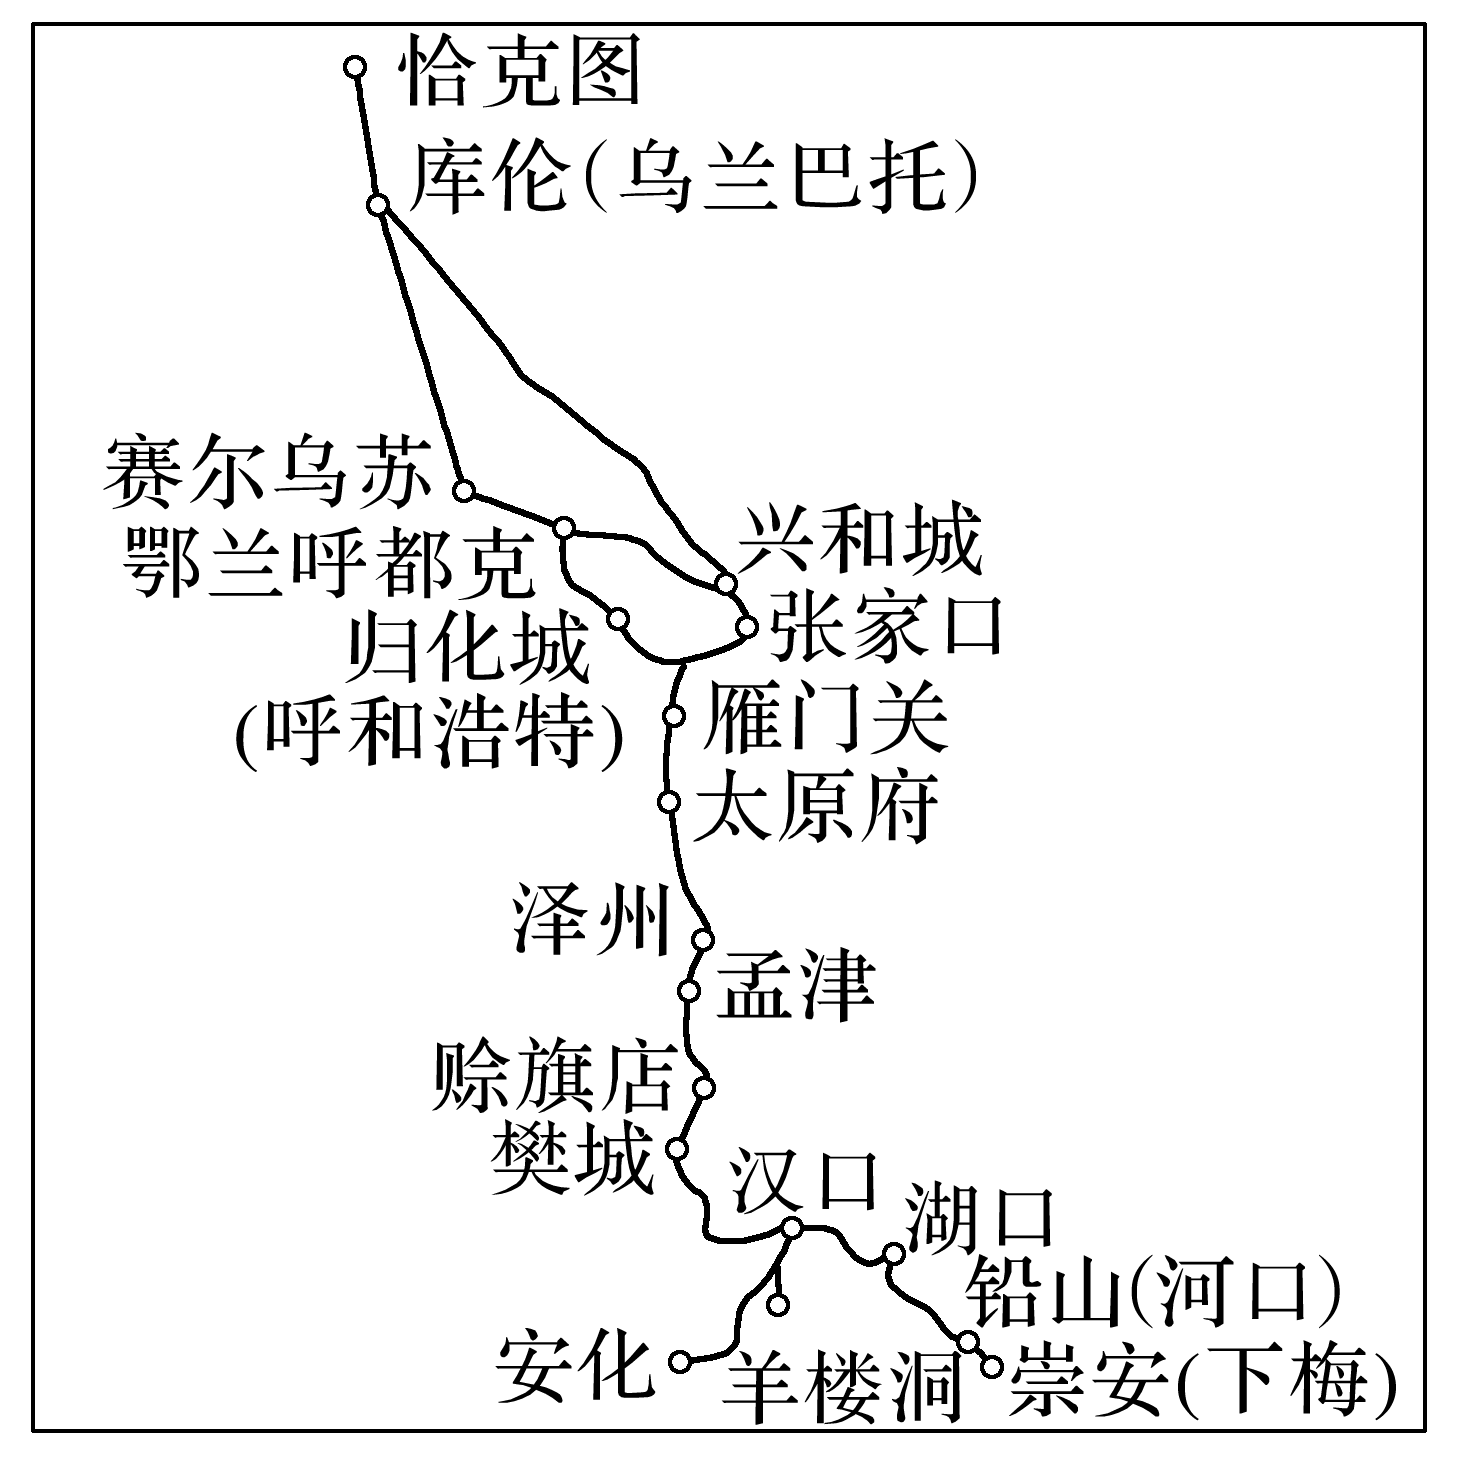 恰克图
库伦(乌兰巴托)
赛尔乌苏
兴和城
鄂兰呼都克
张家口
归化城
(呼和浩特)
雁门关
太原府
泽州
孟津
赊旗店
樊城
汉口
湖口
铅山(河口)
安化
羊楼洞
崇安(下梅)